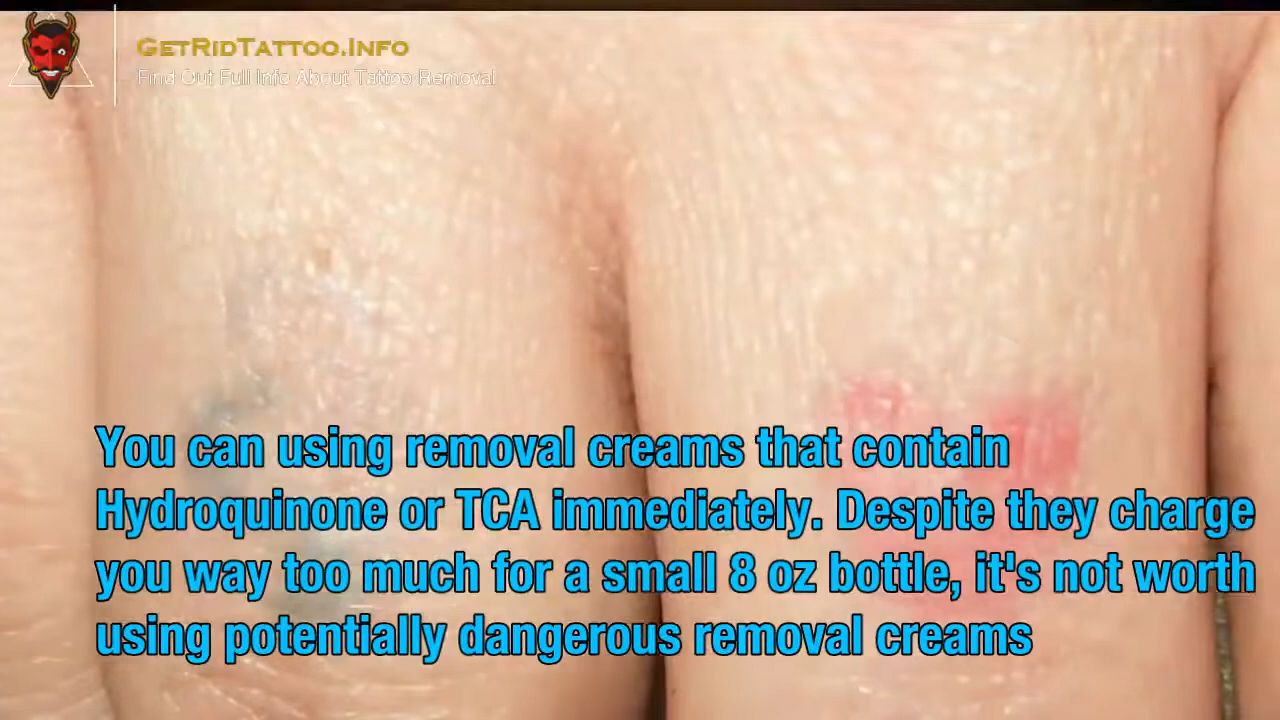 GetRidTattoo.Info
Find Out Full Info About Tattoo Removal
You can using removal creams that contain
Hydroquinone or TCA immediately. Despite they charge
you way too much for a small 8 oz bottle, it's not worth
using potentially dangerous removal creams